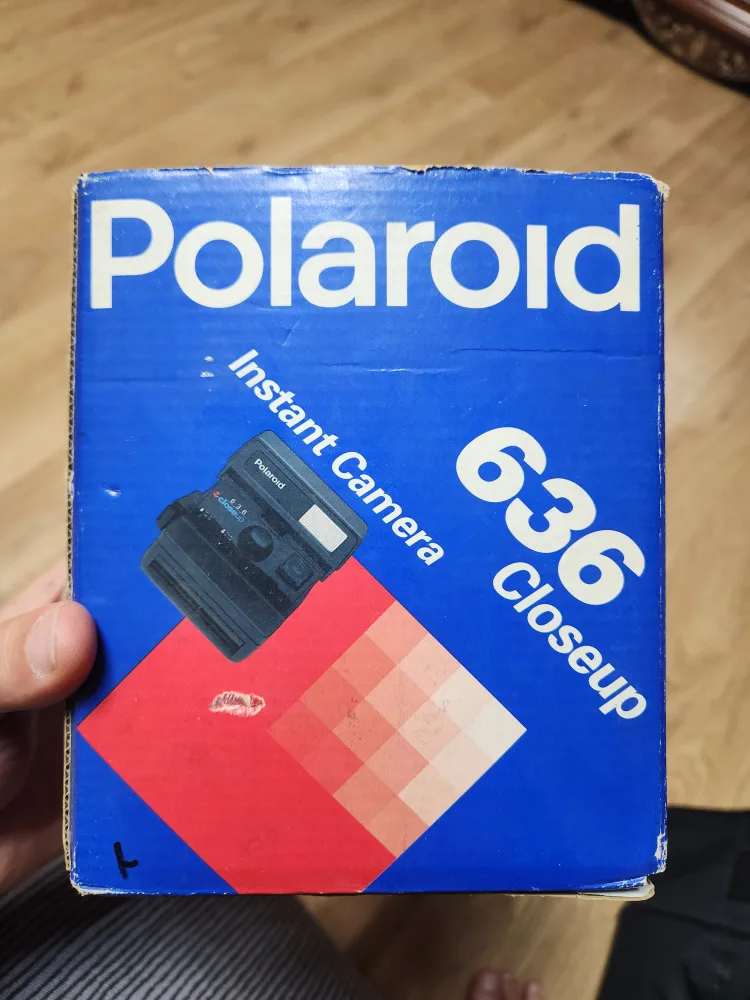 Polaroid
Instant Camera
636
Closeup
Polaroid
636
closeup